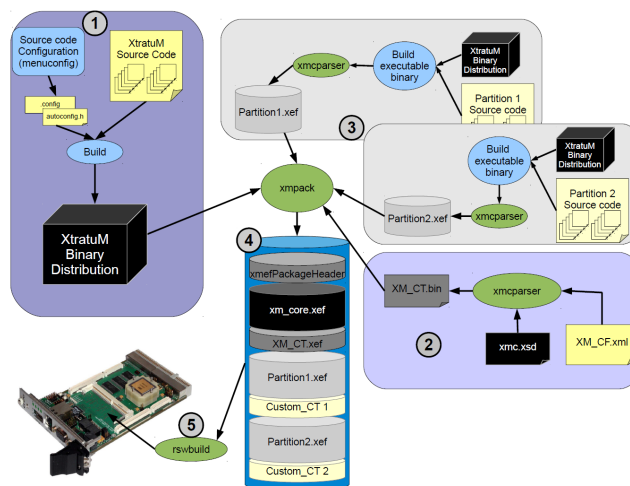 1
Source code
Configuration
(menuconfig)
XtratuM
Source Code
.config
autoconfig.h
Build
XtratuM
Binary
Distribution
xmcparser
Build
executable
binary
XtratuM
Binary
Distribution
Partition 1
Source code
Partition1.xef
3
Build
executable
binary
XtratuM
Binary
Distribution
Partition 2
Source code
xmcparser
Partition2.xef
xmpack
4
xmefPackageHeader
xm_core.xef
XM_CT.xef
Partition1.xef
Custom_CT 1
Partition2.xef
Custom_CT 2
XM_CT.bin
xmcparser
2
xmc.xsd
XM_CF.xml
5
rswbuild